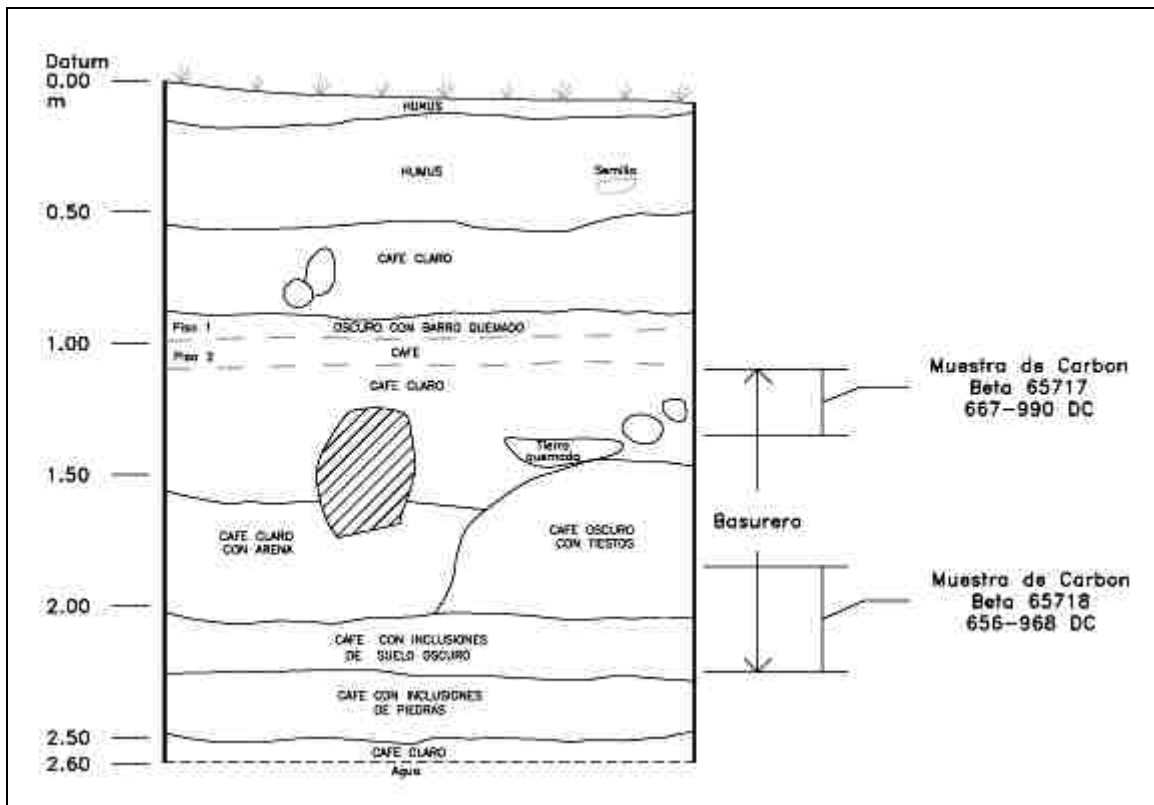 Datum
0.00
m
HUMUS
HUMUS
Semilla
0.50
CAFE CLARO
Piso 1
OSCURO CON BARRO QUEMADO
1.00
CAFE
Piso 2
CAFE CLARO
Muestra de Carbon
Beta 65717
667-990 DC
Tierra
quemada
1.50
CAFE CLARO
CON ARENA
CAFE OSCURO
CON TIESTOS
Basurero
2.00
Muestra de Carbon
Beta 65718
656-968 DC
CAFE CON INCLUSIONES
DE SUELO OSCURO
CAFE CON INCLUSIONES
DE PIEDRAS
2.50
CAFE CLARO
2.60
Agua